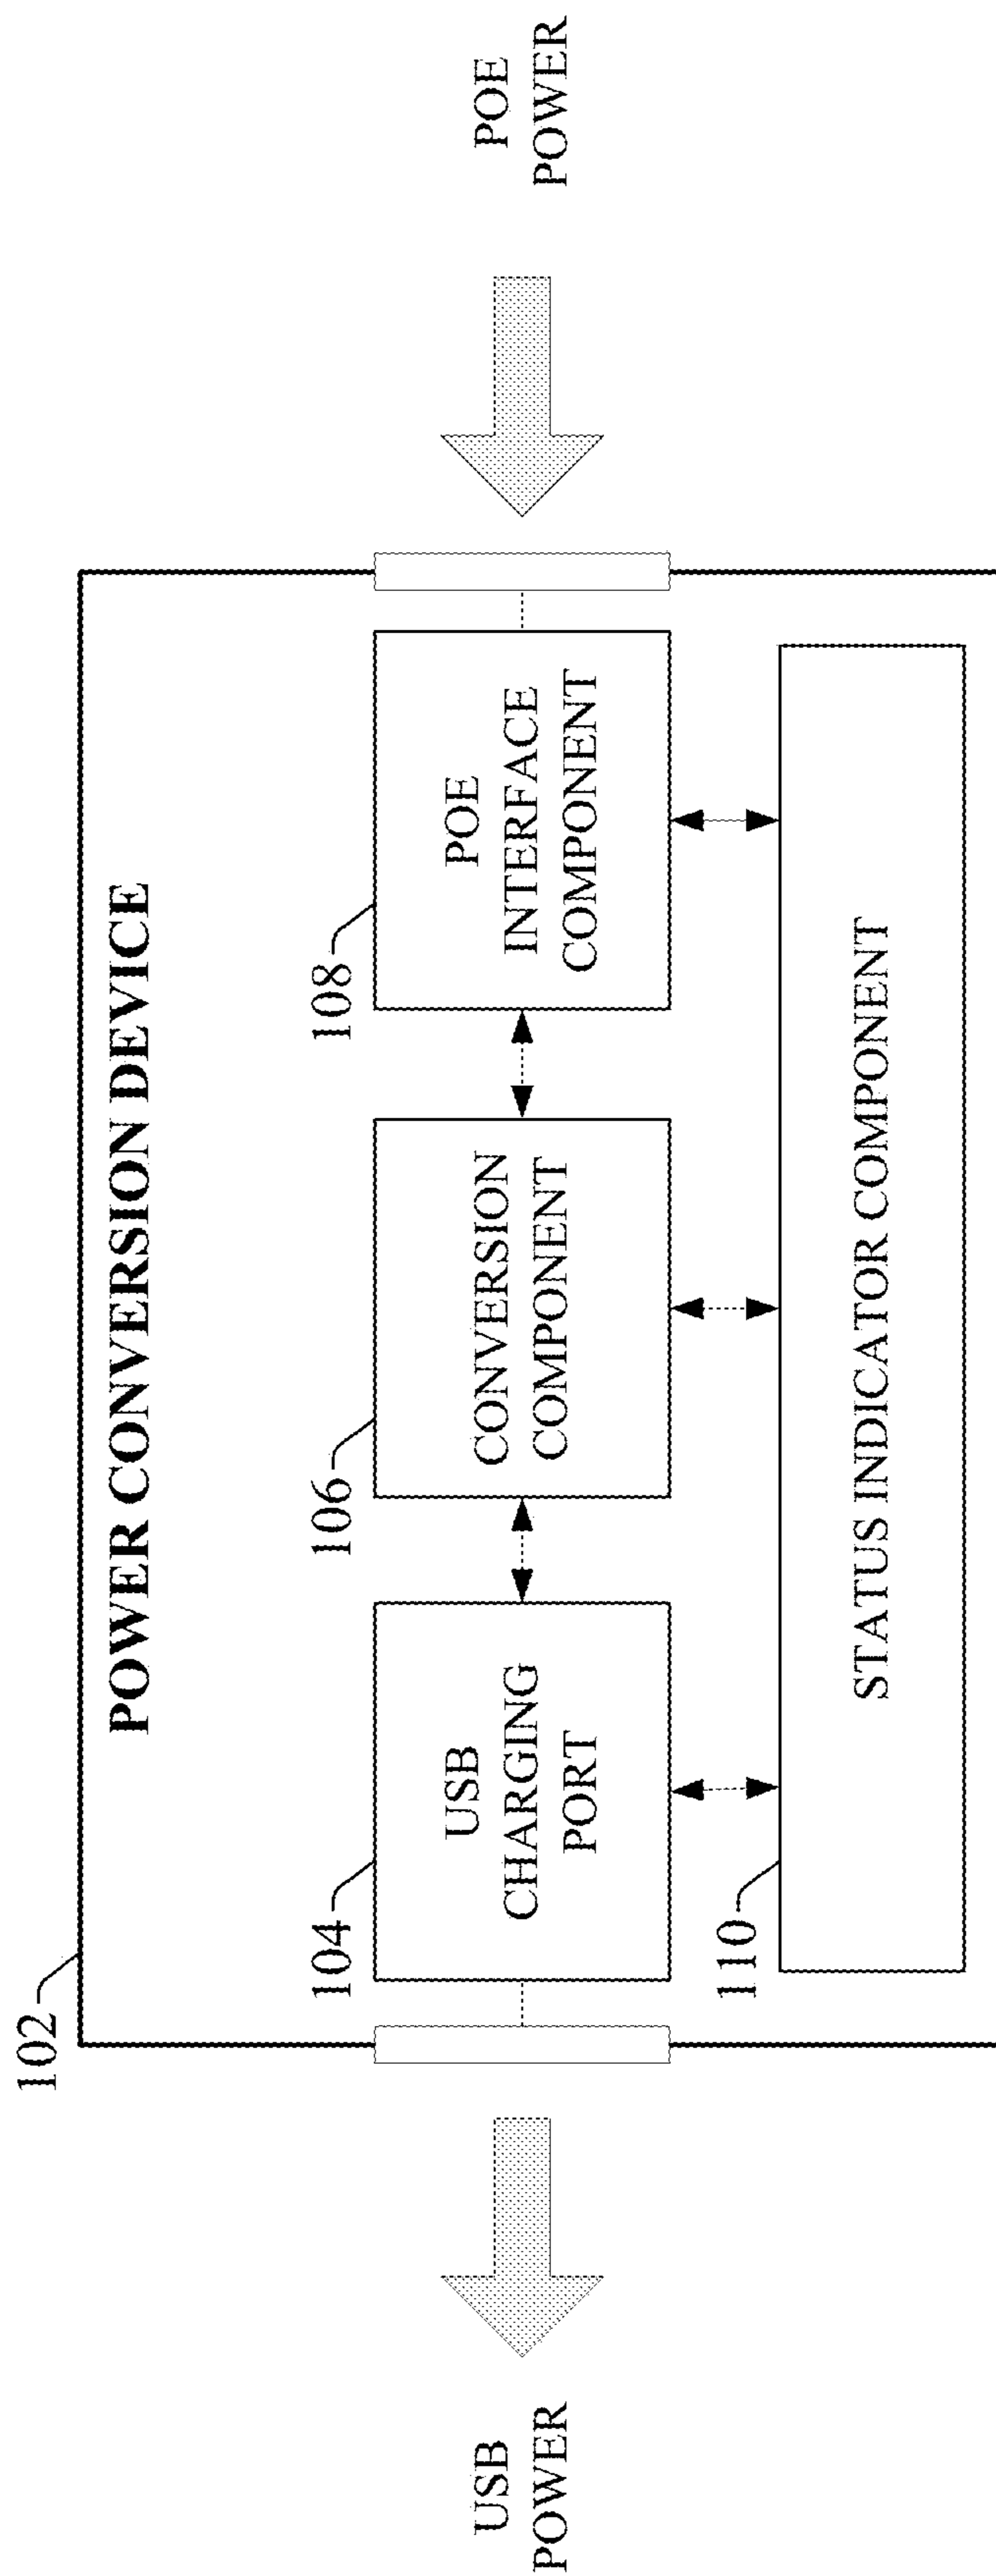 102
POWER CONVERSION DEVICE
USB
POWER
104
USB
CHARGING
PORT
106
CONVERSION
COMPONENT
108
POE
INTERFACE
COMPONENT
POE
POWER
110
STATUS INDICATOR COMPONENT